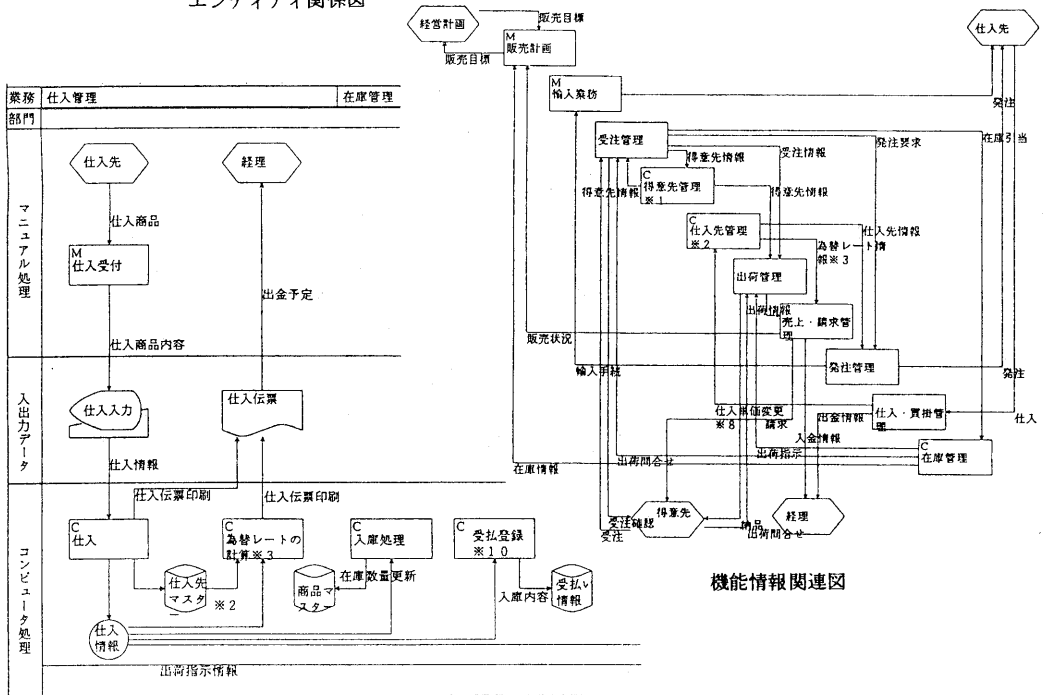 エンティティ関係図
業務
仕入管理
在庫管理
部門
マニュアル処理
仕入先
経理
仕入商品
M
仕入受付
出金予定
仕入商品内容
入出力データ
仕入入力
仕入伝票
仕入情報
仕入伝票印刷
仕入伝票印刷
コンピュータ処理
C
仕入
C
為替レートの
計算※3
C
入庫処理
C
受払登録
※10
仕入先
マスタ
ー
※2
在庫数量更新
商品マ
スター
入庫内容
受払い
情報
仕入
情報
出荷指示情報
経営計画
販売目標
M
販売計画
販売目標
仕入先
M
輸入業務
発注
受注管理
在庫引当
発注要求
受注情報
得意先情報
得意先情報
C
得意先管理
※1
得意先情報
C
仕入先管理
※2
仕入先情報
為替レート情
報※3
出荷管理
出荷情報
売上・請求管
理
販売状況
発注管理
輸入手続
発注
仕入単価変更
※8
請求
出金情報
仕入・買掛管
理
仕入
入金情報
出荷指示
C
在庫管理
在庫情報
出荷問合せ
得意先
経理
受注確認
受注
納品
出荷問合せ
機能情報関連図